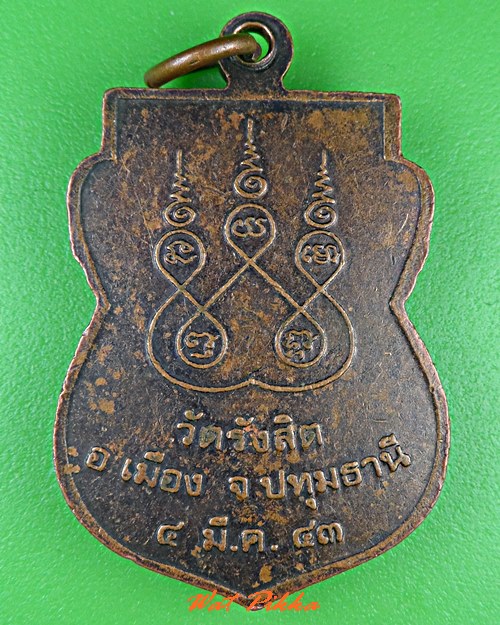 วัดรังสิต
อ เมือง จ ปทุมธานี
๔ มี.ค. ๔๓
Wat Pikka